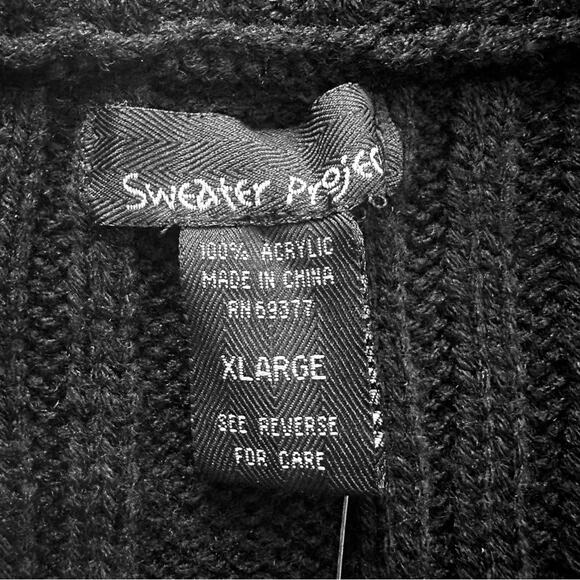 Sweater Projec
100% ACRYLIC
MADE IN CHINA
RN 69377
XLARGE
SEE REVERSE
FOR CARE